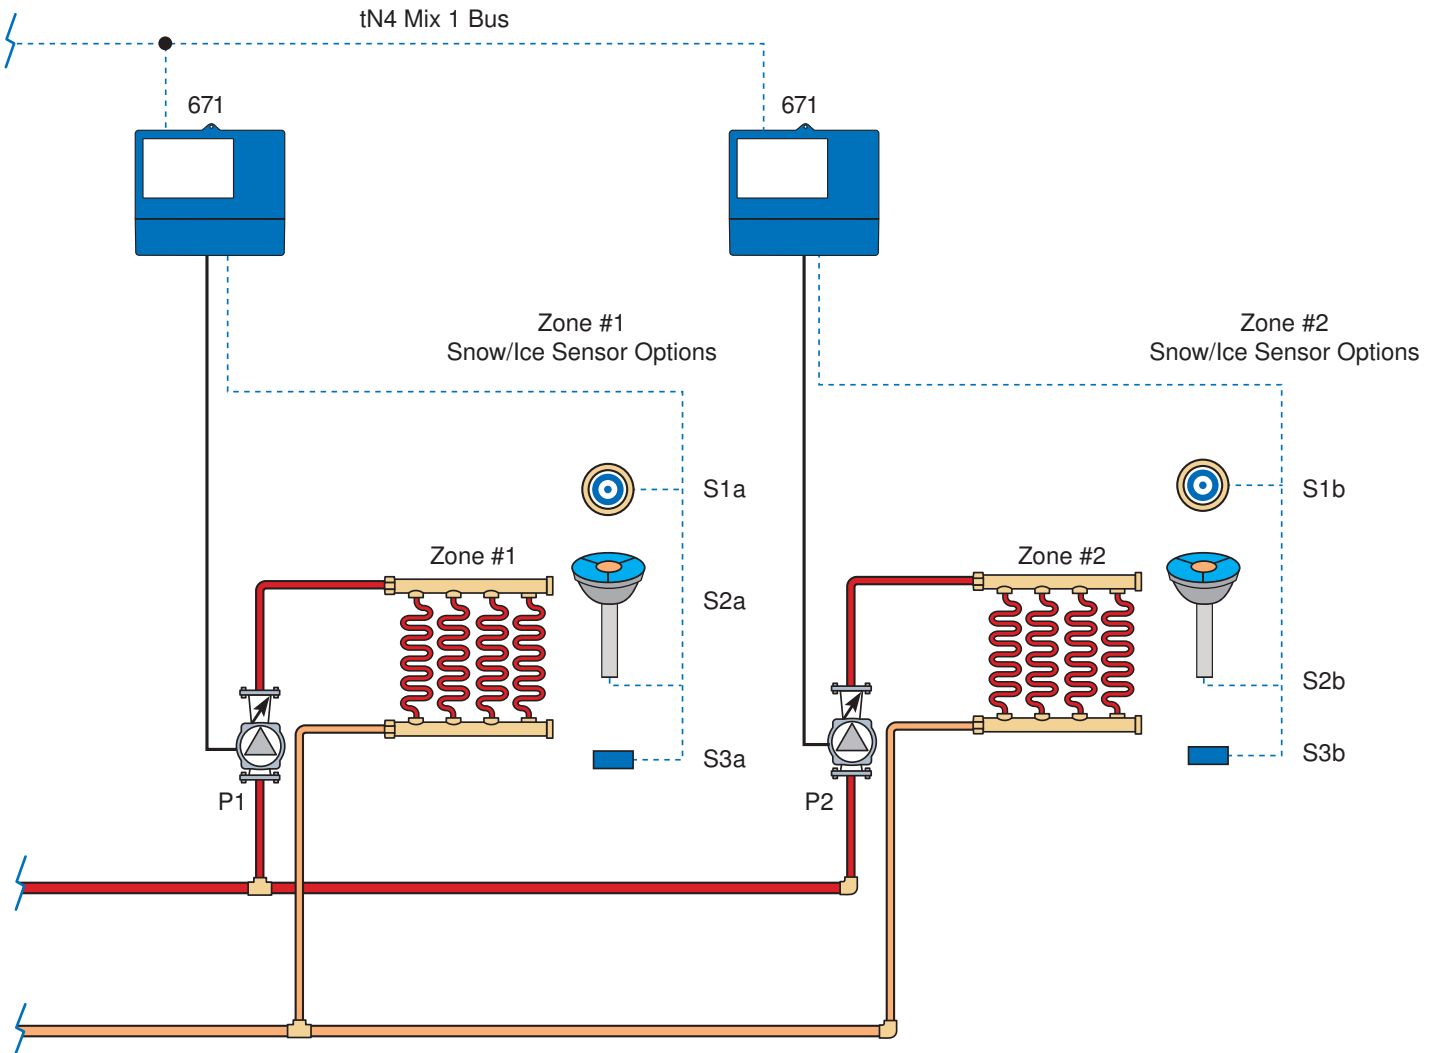 tN4 Mix 1 Bus
671
671
Zone #1
Snow/Ice Sensor Options
Zone #2
Snow/Ice Sensor Options
S1a
S1b
Zone #1
Zone #2
S2a
S2b
S3a
S3b
P1
P2